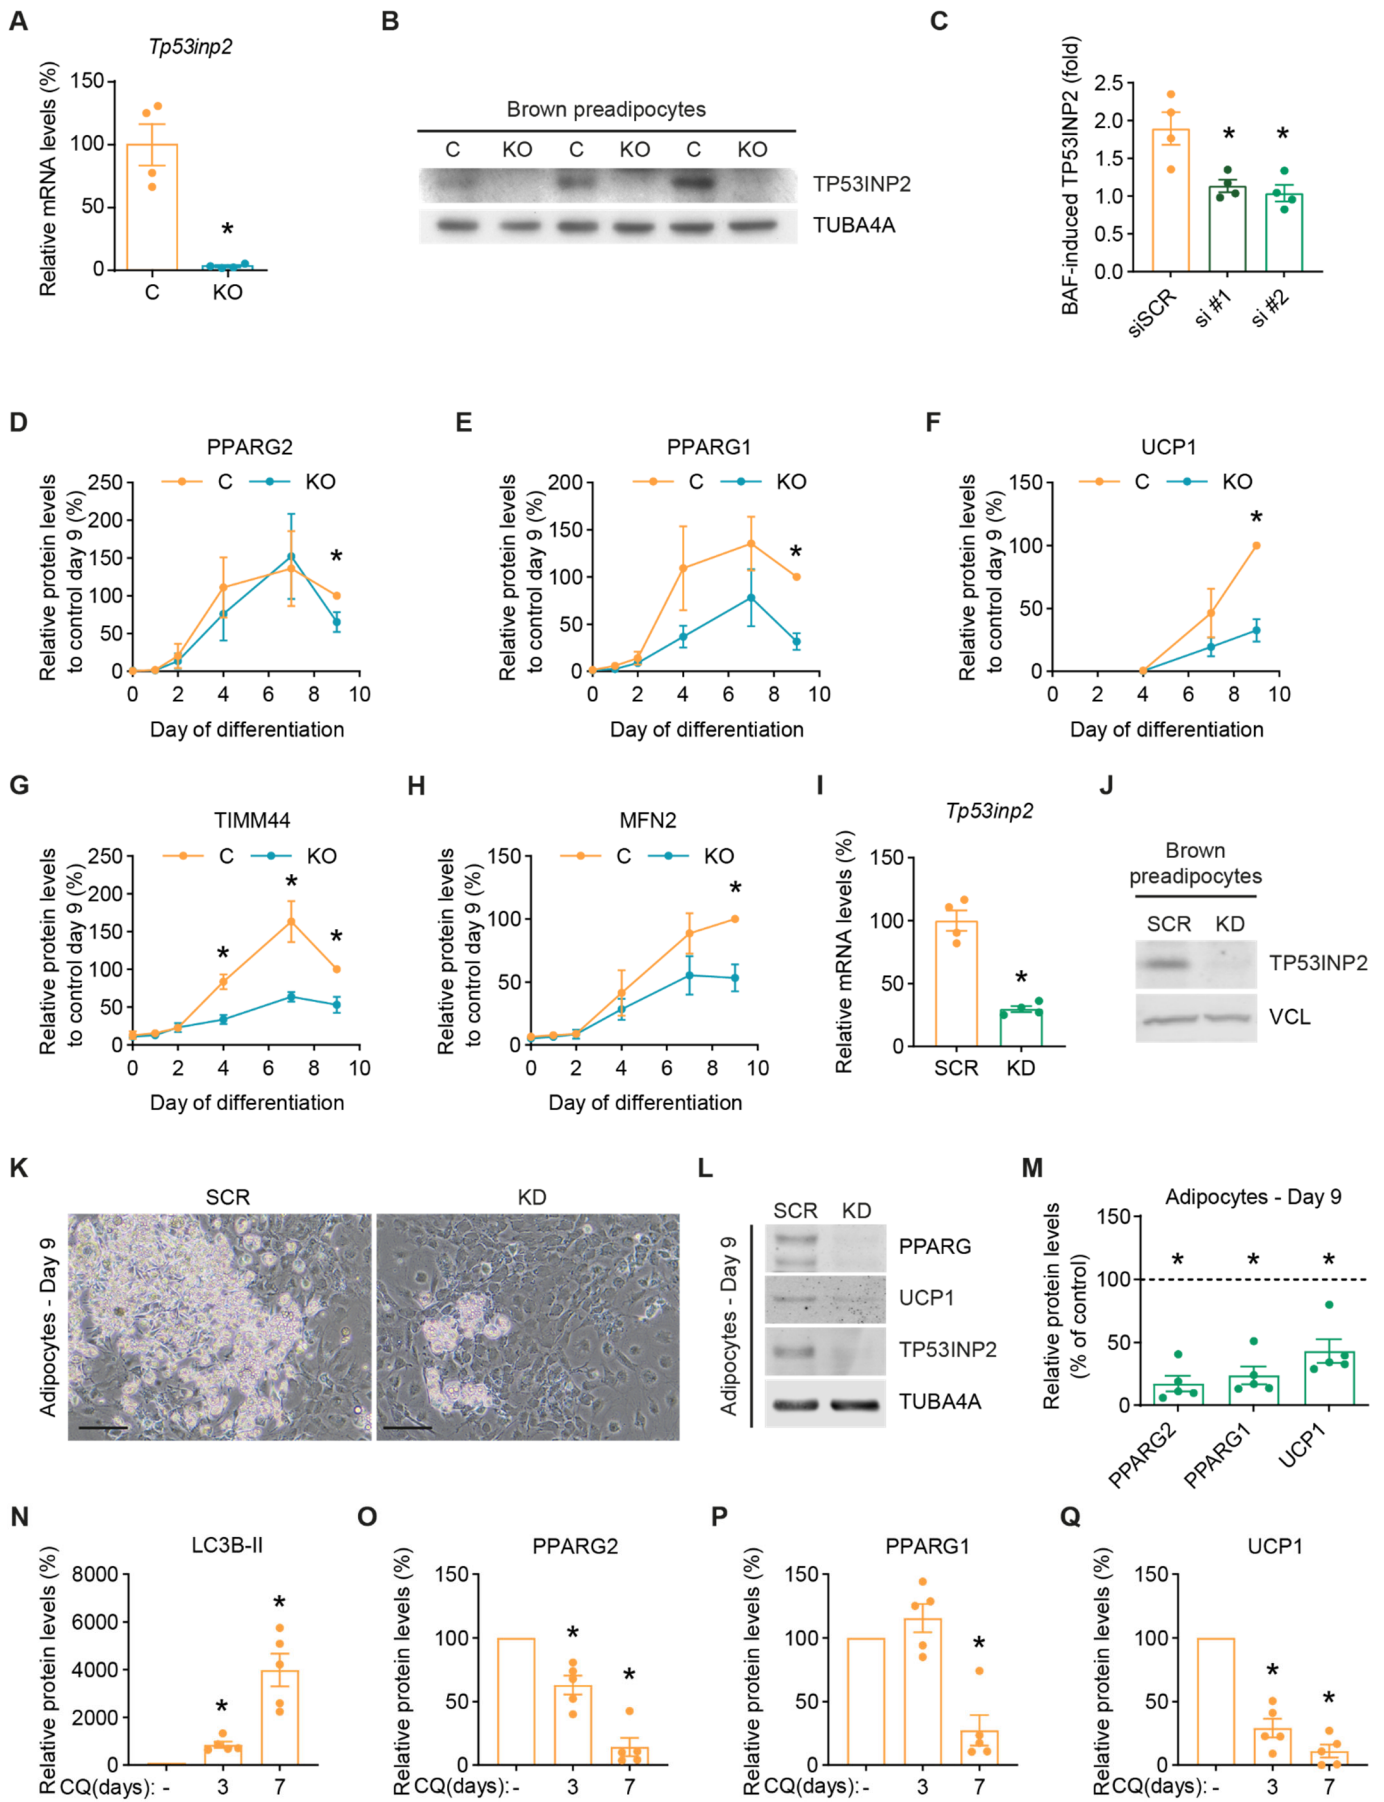 A
Tp53inp2
Relative mRNA levels (%)
150
100
50
0
*
C
KO
B
Brown preadipocytes
C KO C KO C KO
TP53INP2
TUBA4A
C
BAF-induced TP53INP2 (fold)
2.5
2.0
1.5
1.0
0.5
0.0
* *
siSCR
si #1
si #2
D
PPARG2
C KO
Relative protein levels
to control day 9 (%)
250
200
150
100
50
0
*
0 2 4 6 8 10
Day of differentiation
E
PPARG1
C KO
Relative protein levels
to control day 9 (%)
200
150
100
50
0
*
0 2 4 6 8 10
Day of differentiation
F
UCP1
C KO
Relative protein levels
to control day 9 (%)
150
100
50
0
*
0 2 4 6 8 10
Day of differentiation
G
TIMM44
C KO
Relative protein levels
to control day 9 (%)
250
200
150
100
50
0
* * *
0 2 4 6 8 10
Day of differentiation
H
MFN2
C KO
Relative protein levels
to control day 9 (%)
150
100
50
0
*
0 2 4 6 8 10
Day of differentiation
I
Tp53inp2
Relative mRNA levels (%)
150
100
50
0
*
SCR KD
J
Brown
preadipocytes
SCR KD
TP53INP2
VCL
K
SCR
KD
Adipocytes - Day 9
L
SCR KD
Adipocytes - Day 9
PPARG
UCP1
TP53INP2
TUBA4A
M
Adipocytes - Day 9
Relative protein levels
(% of control)
150
100
50
0
* * *
PPARG2
PPARG1
UCP1
N
LC3B-II
Relative protein levels (%)
8000
6000
4000
2000
0
* *
CQ(days): - 3 7
O
PPARG2
Relative protein levels (%)
150
100
50
0
* *
CQ(days): - 3 7
P
PPARG1
Relative protein levels (%)
150
100
50
0
*
CQ(days): - 3 7
Q
UCP1
Relative protein levels (%)
150
100
50
0
* *
CQ(days): - 3 7